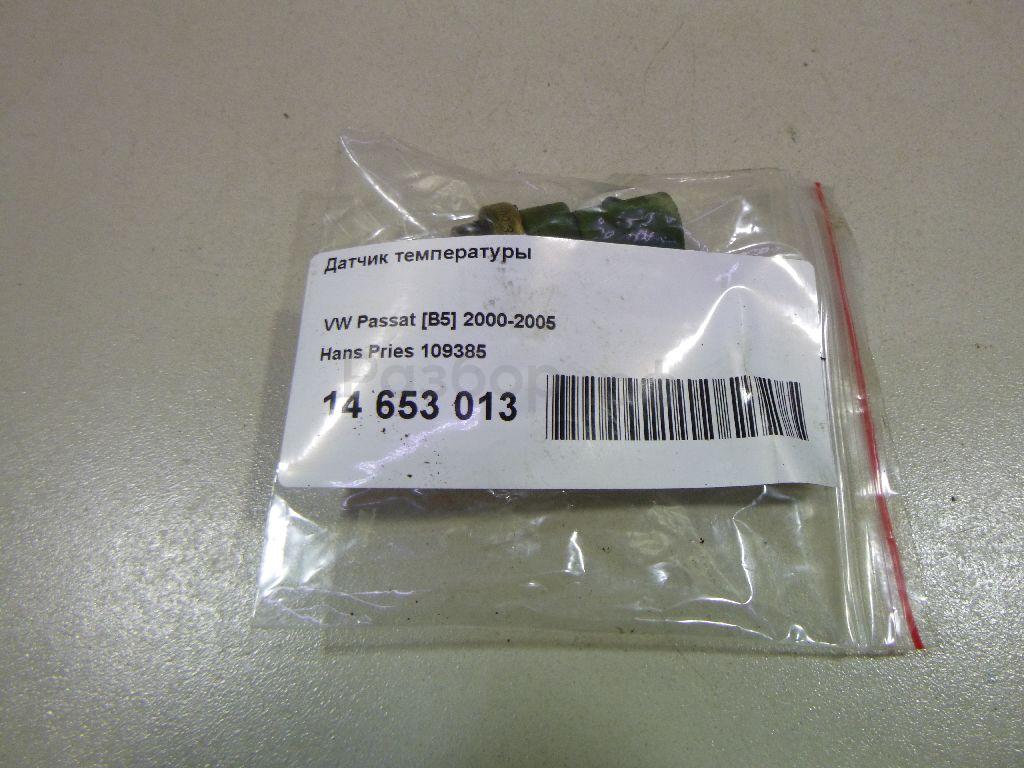 Датчик температуры
VW Passat [B5] 2000-2005
Hans Pries 109385
14 653 013